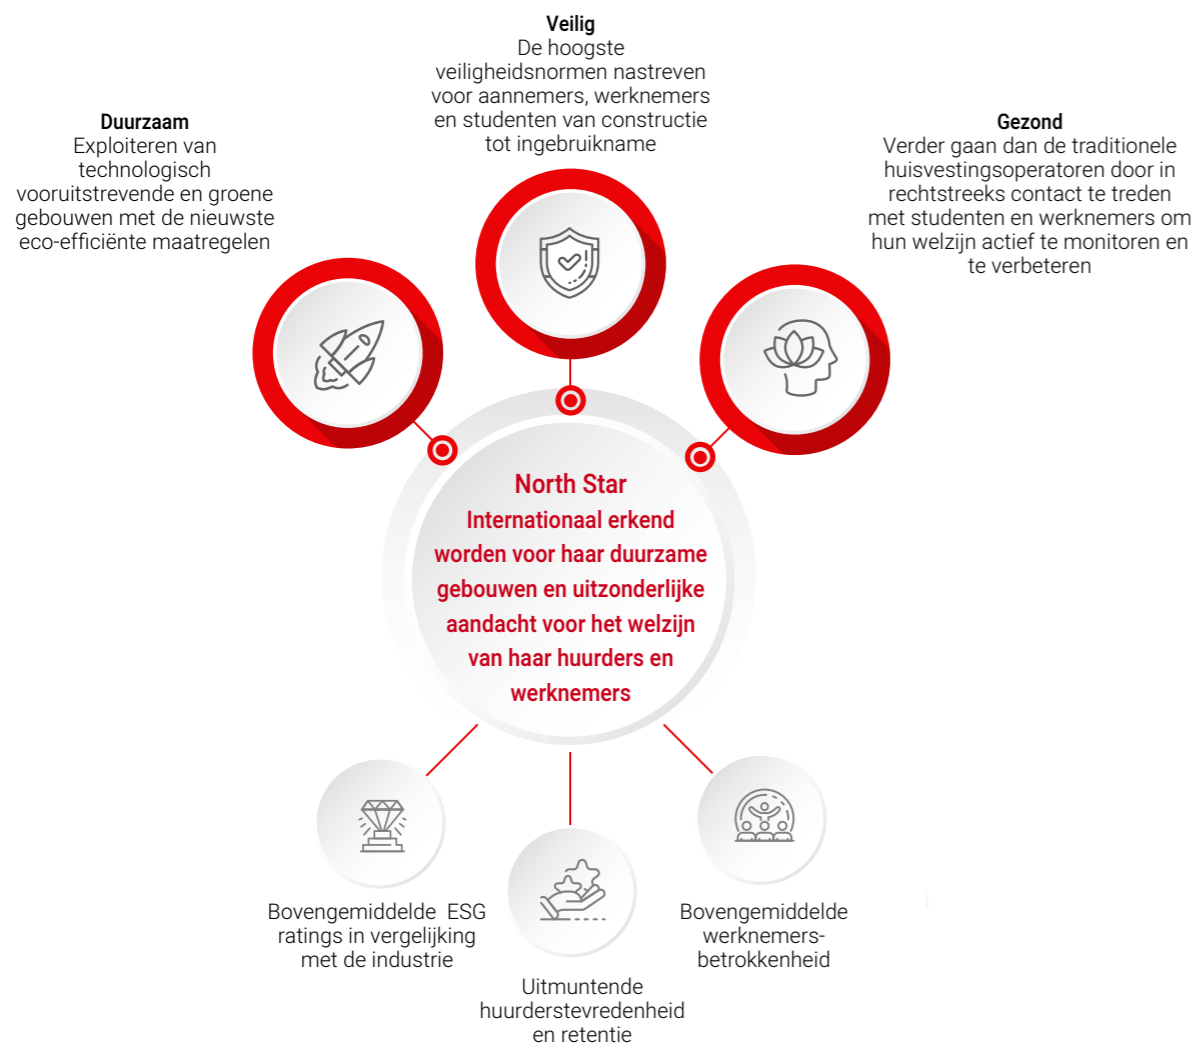 Veilig
De hoogste
veiligheidsnormen nastreven
voor aannemers, werknemers
en studenten van constructie
tot ingebruikname
Duurzaam
Exploiteren van
technologisch
vooruitstrevende en groene
gebouwen met de nieuwste
eco-efficiënte maatregelen
Gezond
Verder gaan dan de traditionele
huisvestingsoperatoren door in
rechtstreeks contact te treden
met studenten en werknemers om
hun welzijn actief te monitoren en
te verbeteren
North Star
Internationaal erkend
worden voor haar duurzame
gebouwen en uitzonderlijke
aandacht voor het welzijn
van haar huurders en
werknemers
Bovengemiddelde ESG
ratings in vergelijking
met de industrie
Uitmuntende
huurderstevredenheid
en retentie
Bovengemiddelde
werknemers-
betrokkenheid